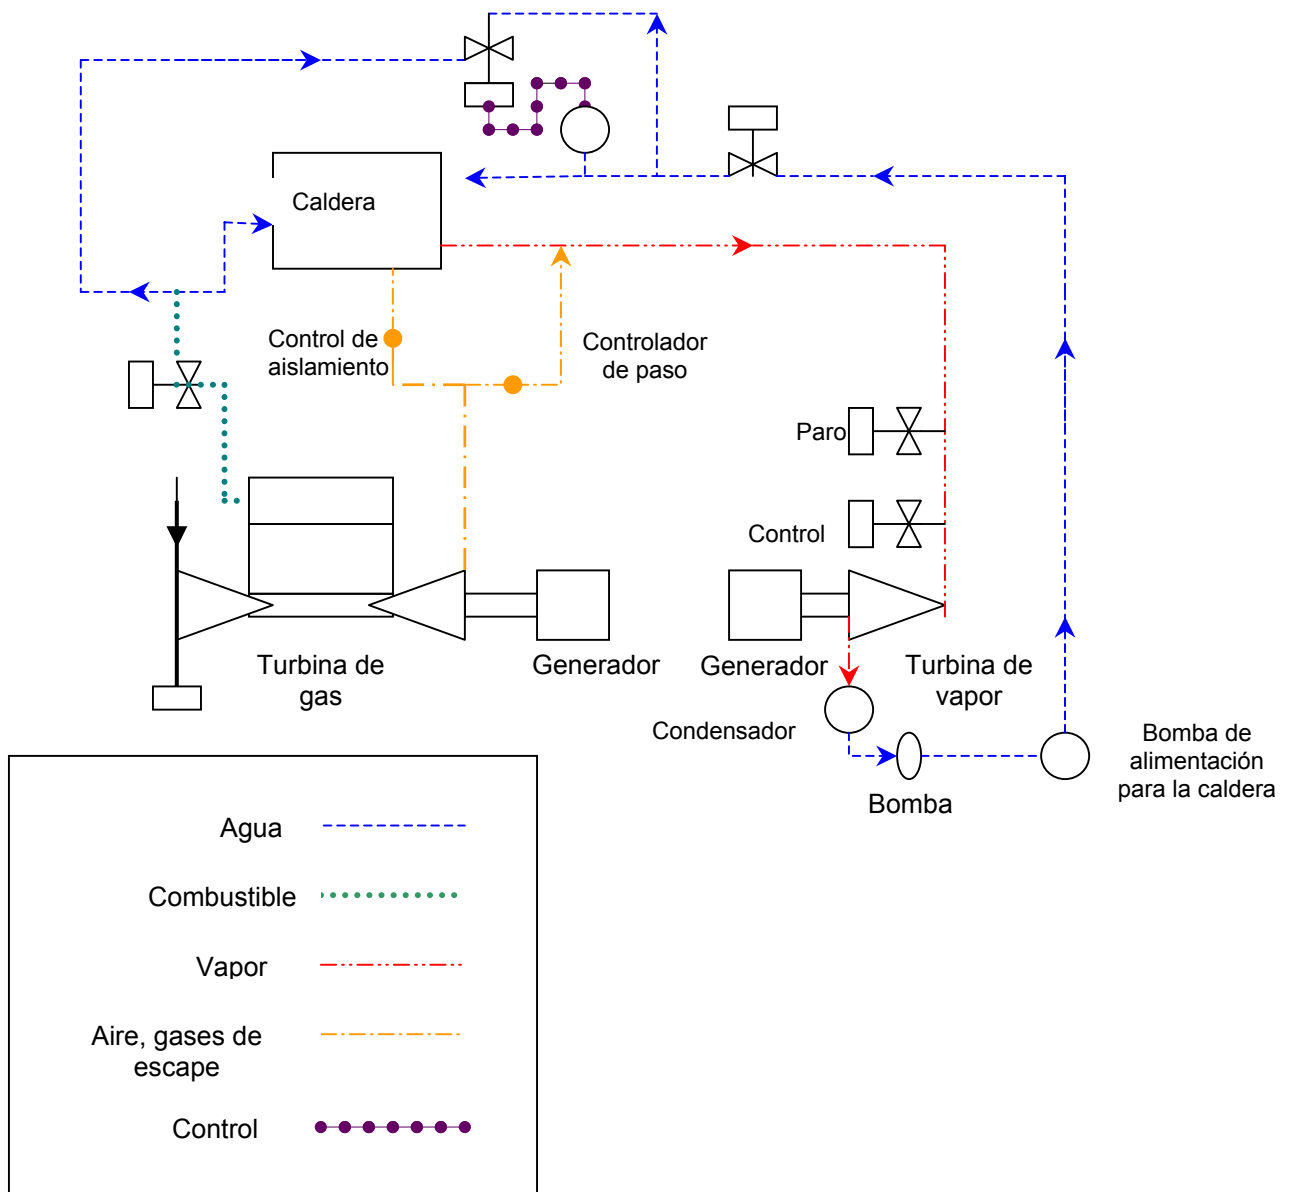 Caldera
Control de
aislamiento
Controlador
de paso
Paro
Control
Turbina de
gas
Generador
Generador
Turbina de
vapor
Condensador
Bomba
Bomba de
alimentación
para la caldera
Agua
Combustible
Vapor
Aire, gases de
escape
Control